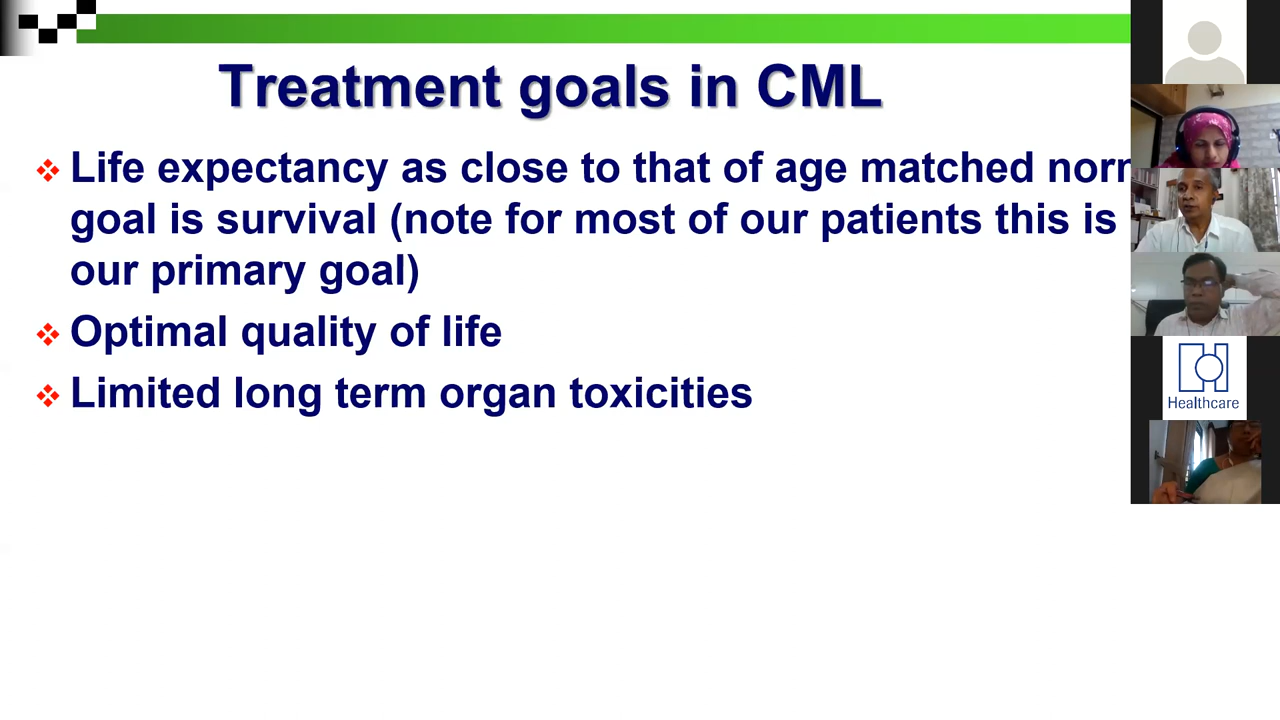 Treatment goals in CML
Life expectancy as close to that of age matched
goal is survival (note for most of our patients this is
our primary goal)
Optimal quality of life
Limited long term organ toxicities
Healthcare